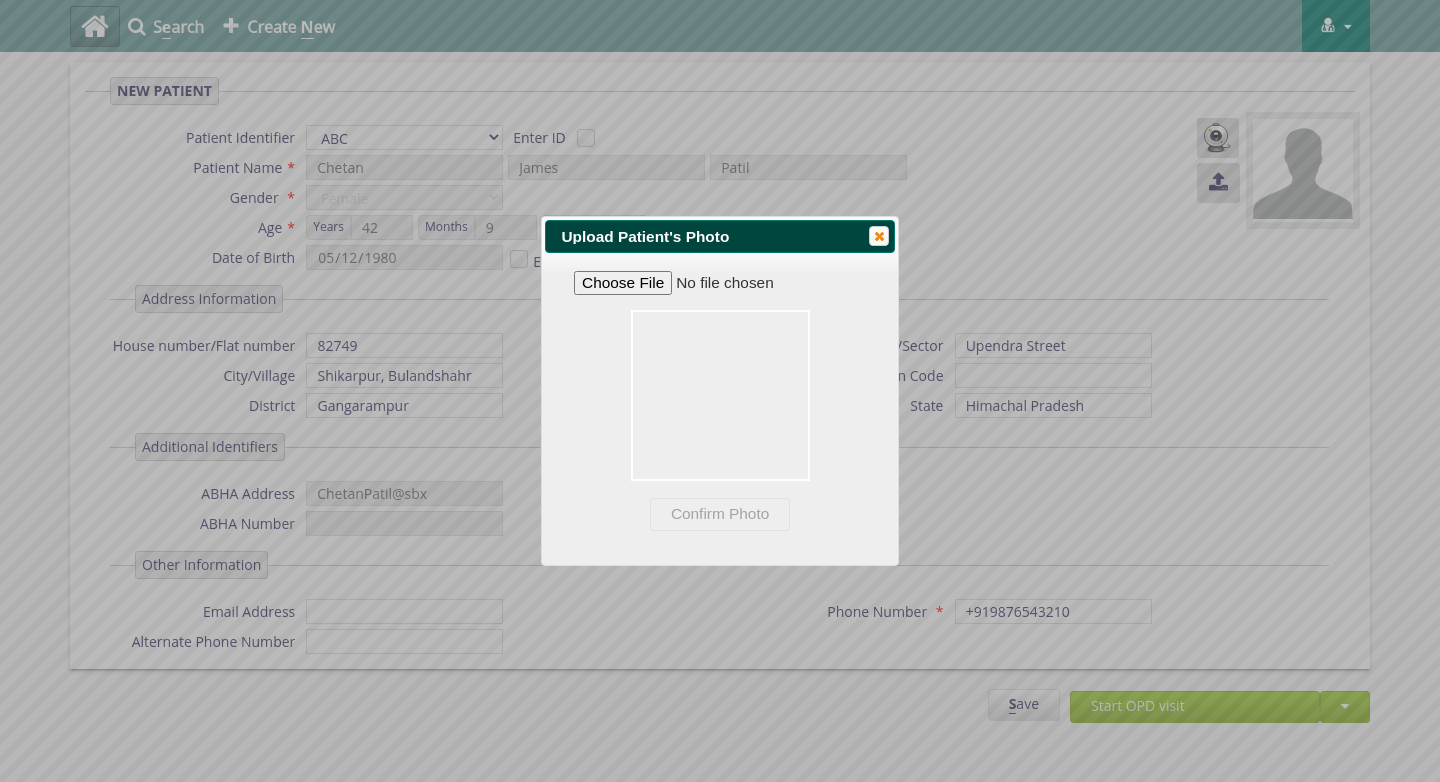 Search
Create New
NEW PATIENT
Patient Identifier ABC Enter ID
Patient Name * Chetan James Patil
Gender * Female
Age * Years 42 Months 9
Date of Birth 05/12/1980 E
Upload Patient's Photo
Choose File No file chosen
Confirm Photo
Address Information
House number/Flat number 82749 /Sector Upendra Street
City/Village Shikarpur, Bulandshahr n Code
District Gangarampur State Himachal Pradesh
Additional Identifiers
ABHA Address ChetanPatil@sbx
ABHA Number
Other Information
Email Address Phone Number * +919876543210
Alternate Phone Number
Save Start OPD visit